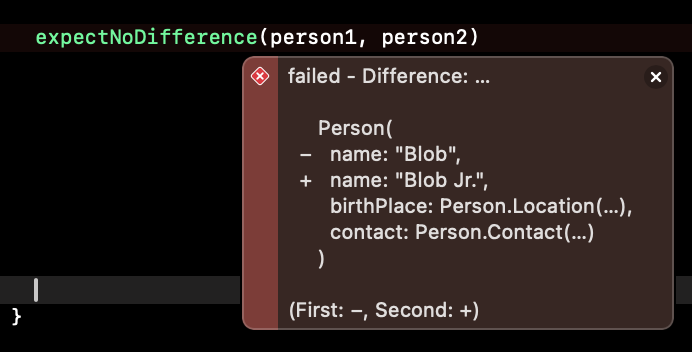 expectNoDifference(person1, person2)
failed - Difference: ...
Person(
− name: "Blob",
+ name: "Blob Jr.",
birthPlace: Person.Location(…),
contact: Person.Contact(…)
)
(First: −, Second: +)
}